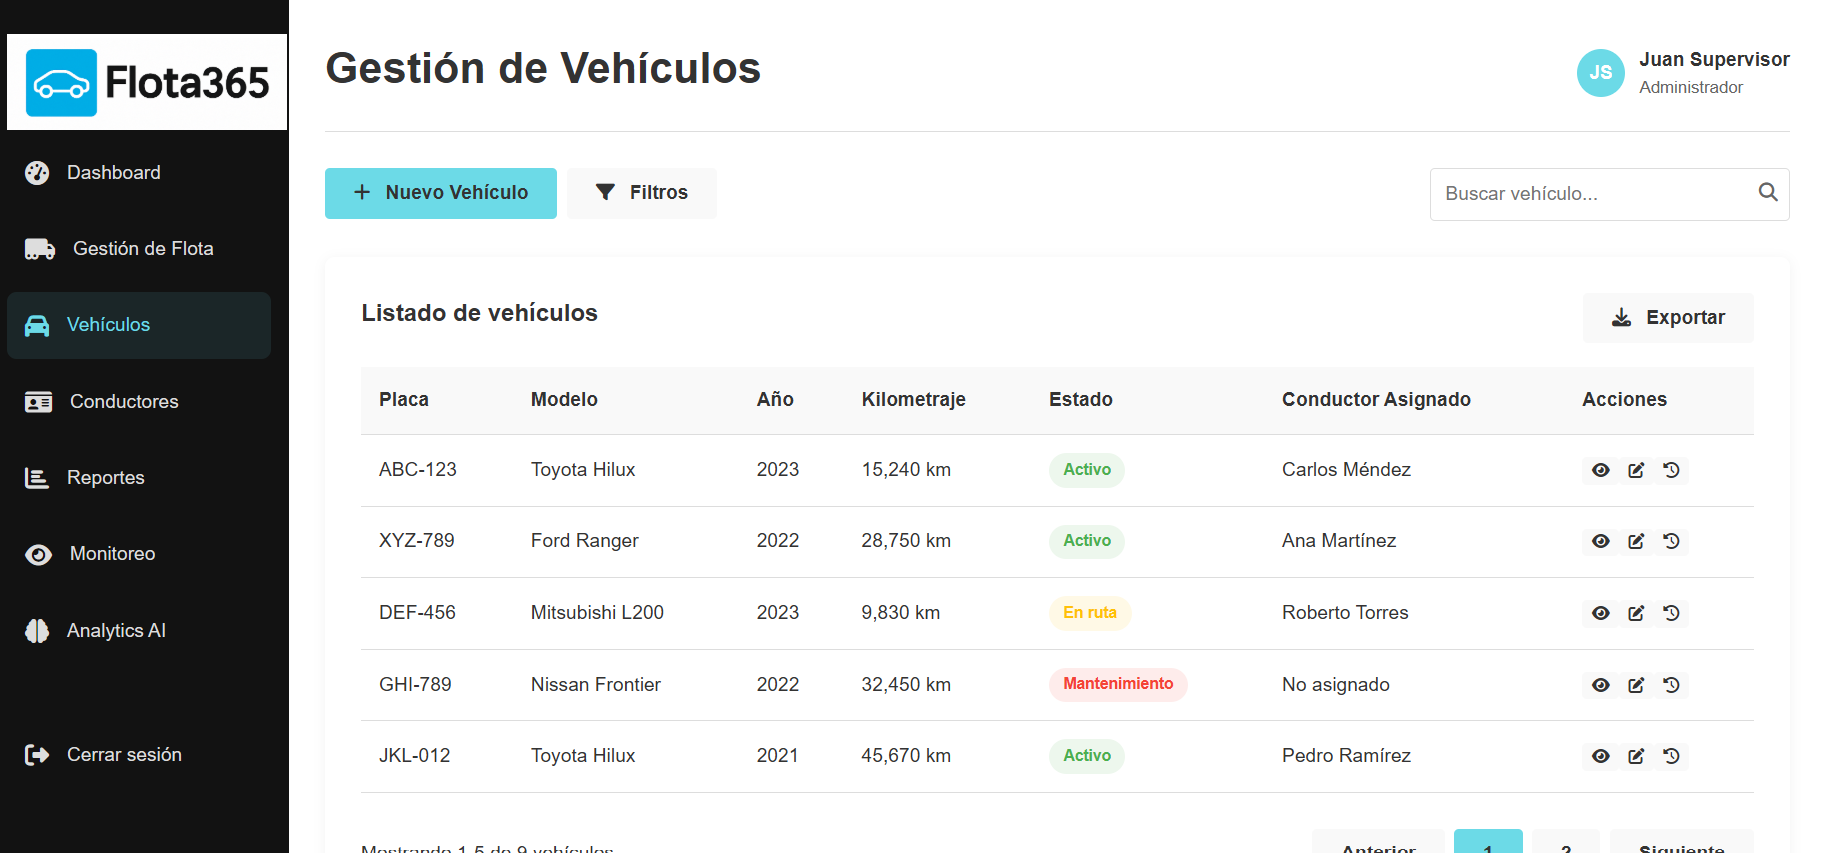 Flota365
Dashboard
Gestión de Flota
Vehículos
Conductores
Reportes
Monitoreo
Analytics AI
Cerrar sesión
Gestión de Vehículos
JS
Juan Supervisor
Administrador
Nuevo Vehículo
Filtros
Buscar vehículo...
Listado de vehículos
Exportar
Placa Modelo Año Kilometraje Estado Conductor Asignado Acciones
ABC-123 Toyota Hilux 2023 15,240 km Activo Carlos Méndez
XYZ-789 Ford Ranger 2022 28,750 km Activo Ana Martínez
DEF-456 Mitsubishi L200 2023 9,830 km En ruta Roberto Torres
GHI-789 Nissan Frontier 2022 32,450 km Mantenimiento No asignado
JKL-012 Toyota Hilux 2021 45,670 km Activo Pedro Ramírez
Mostrando 1-5 de 9 vehículos
Anterior 1 2 Siguiente